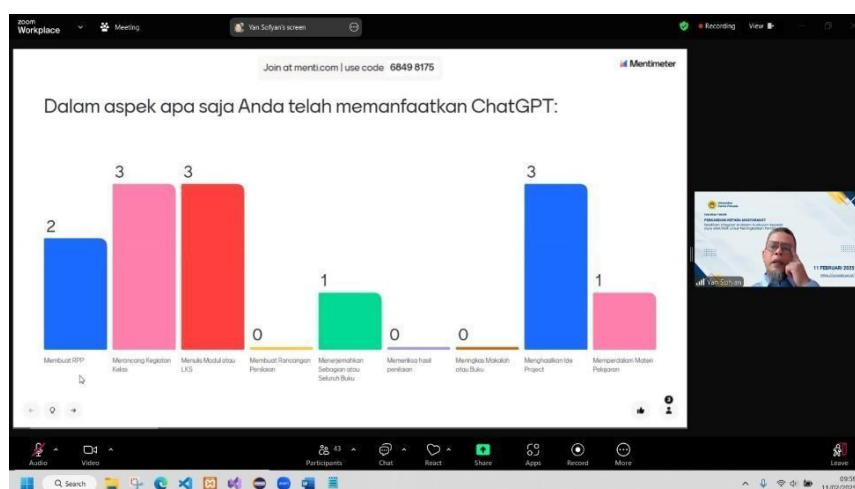 zoom
Workplace
Meeting
Yan Sofyan's screen
Recording
View
Join at menti.com | use code 6849 8175
Mentimeter
Dalam aspek apa saja Anda telah memanfaatkan ChatGPT:
2
3
3
0
1
0
0
3
1
Membuat RPP
Merancang Kegiatan
Kelas
Menulis Modul atau
LKS
Membuat Rancangan
Penilaian
Menerjemahkan
Sebagian atau
Seluruh Buku
Memeriksa hasil
penilaian
Meringkas Makalah
atau Buku
Menghasilkan Ide
Project
Memperdalam Materi
Pelajaran
3
11 FEBRUARI 2025
Yan Sofyan
Audio
Video
43
Participants
Chat
React
Share
Apps
Record
More
Leave
Search